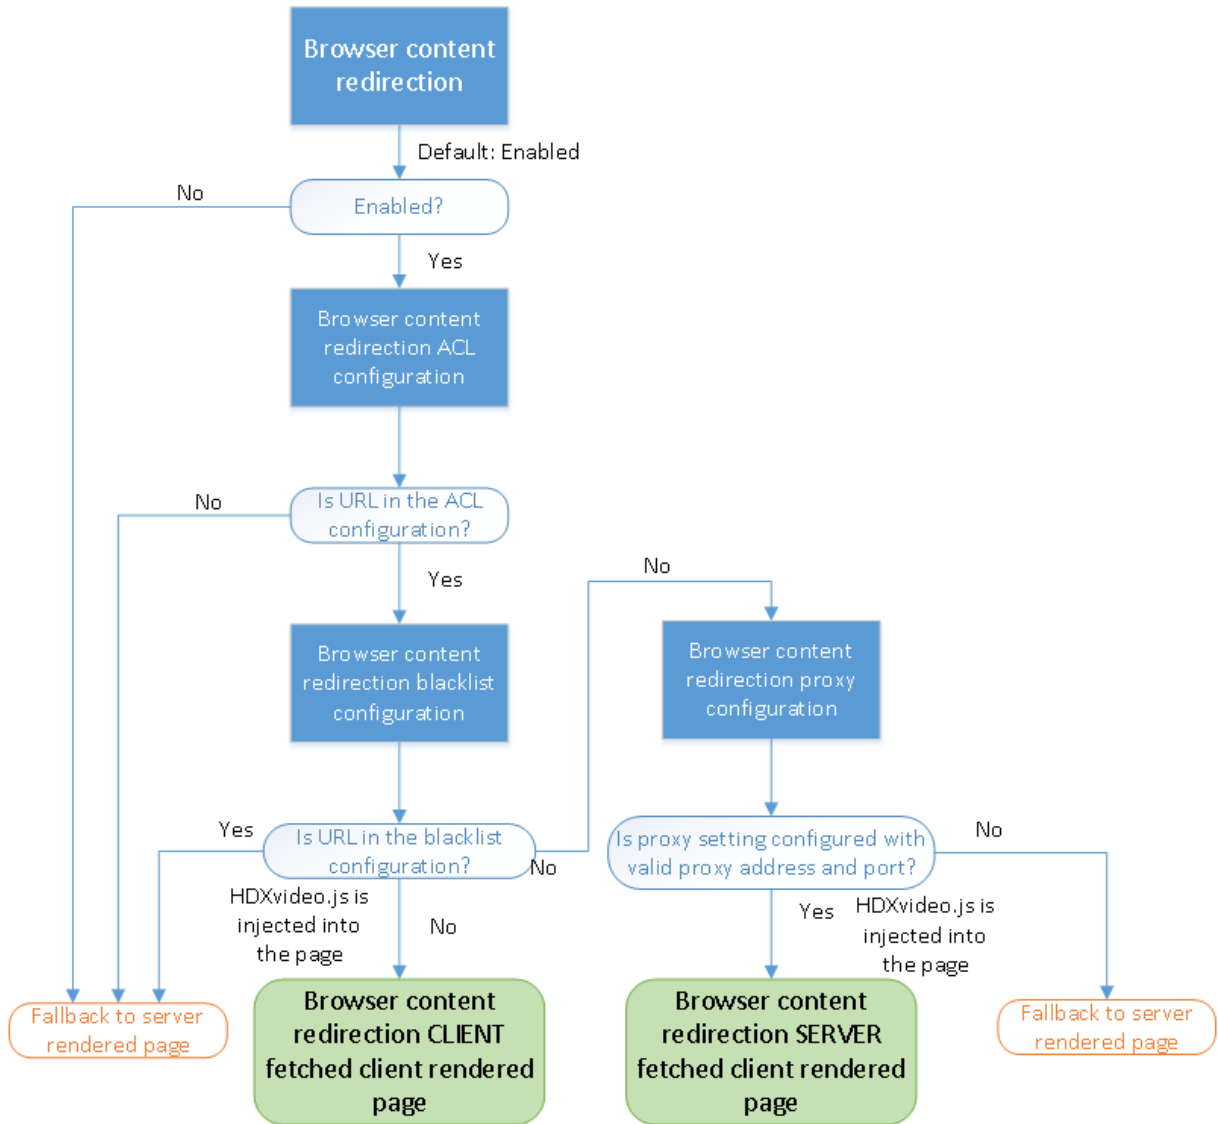 Browser content
redirection
Default: Enabled
No
Enabled?
Yes
Browser content
redirection ACL
configuration
No
Is URL in the ACL
configuration?
Yes
No
Browser content
redirection blacklist
configuration
Browser content
redirection proxy
configuration
Yes
Is URL in the blacklist
configuration?
No
Is proxy setting configured with
valid proxy address and port?
No
HDXvideo.js is
injected into
the page
No
Yes
HDXvideo.js is
injected into
the page
Fallback to server
rendered page
Browser content
redirection CLIENT
fetched client rendered
page
Browser content
redirection SERVER
fetched client rendered
page
Fallback to server
rendered page